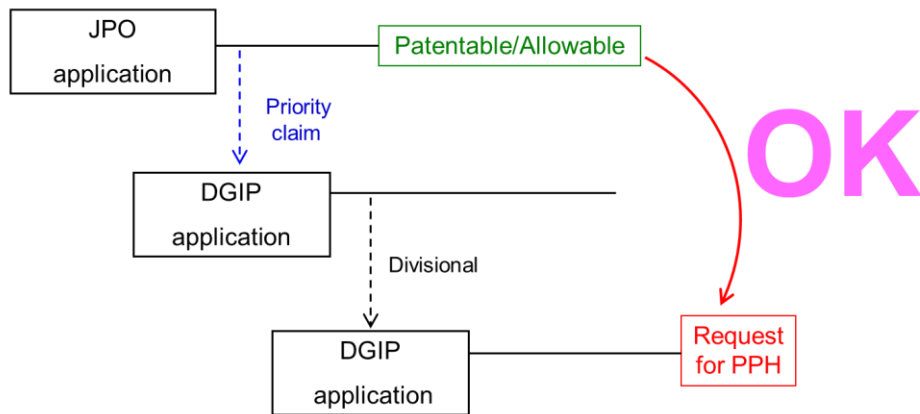 JPO
application
Patentable/Allowable
OK
Priority
claim
DGIP
application
Divisional
DGIP
application
Request
for PPH